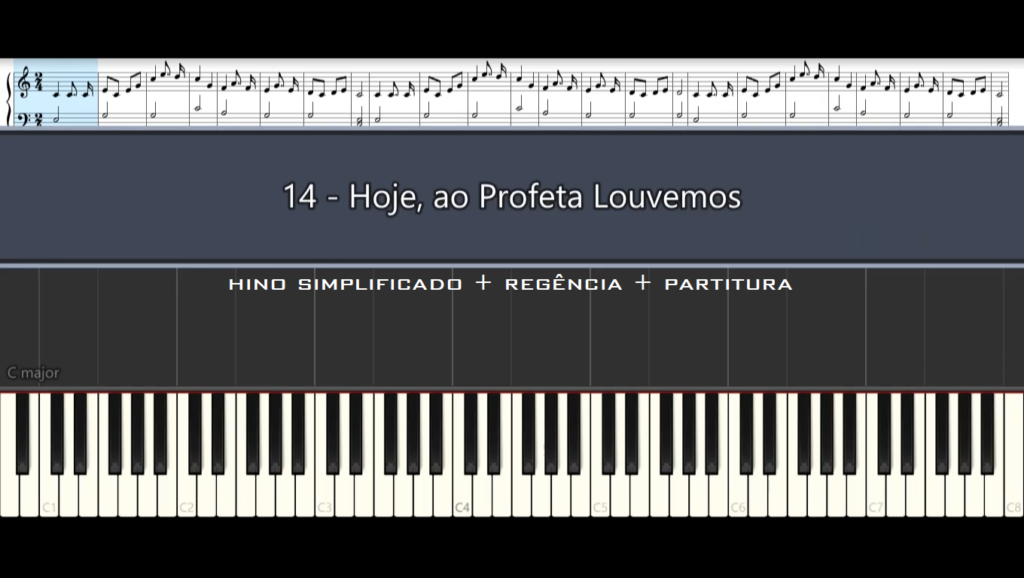 14 - Hoje, ao Profeta Louvemos
HINO SIMPLIFICADO + REGÊNCIA + PARTITURA
C major
C1 C2 C3 C4 C5 C6 C7 C8